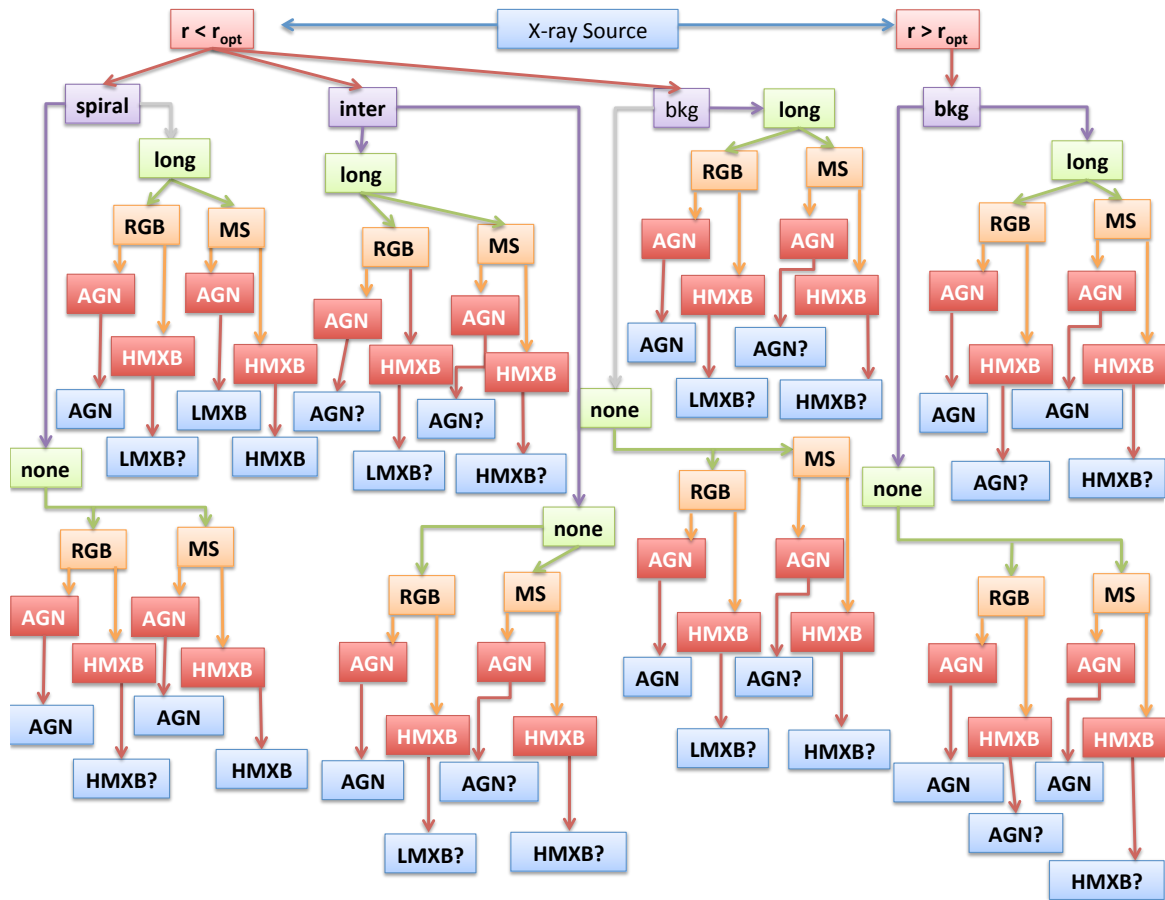 r < r_opt
X-ray Source
r > r_opt
spiral
inter
bkg
long
bkg
long
RGB
MS
AGN
AGN
HMXB
HMXB
AGN
LMXB?
LMXB
HMXB
none
RGB
MS
AGN
AGN
HMXB
HMXB
AGN
AGN
HMXB?
HMXB
long
RGB
MS
AGN
AGN
HMXB
HMXB
AGN?
AGN?
LMXB?
HMXB?
none
RGB
MS
AGN
AGN
HMXB
HMXB
AGN
AGN?
LMXB?
HMXB?
long
RGB
MS
AGN
AGN
HMXB
HMXB
AGN
AGN?
LMXB?
HMXB?
none
RGB
MS
AGN
AGN
HMXB
HMXB
AGN
AGN?
LMXB?
HMXB?
long
RGB
MS
AGN
AGN
HMXB
HMXB
AGN
AGN
AGN?
HMXB?
none
RGB
MS
AGN
AGN
HMXB
HMXB
AGN
AGN
AGN?
HMXB?